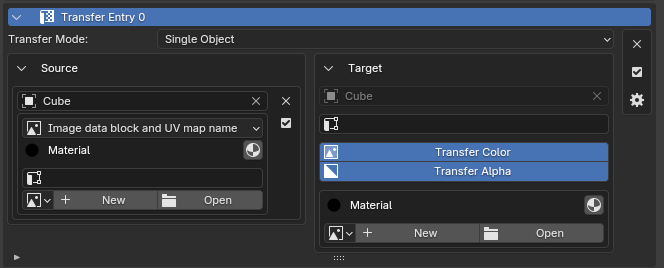 Transfer Entry 0
Transfer Mode:
Single Object
Source
Cube
Image data block and UV map name
Material
New
Open
Target
Cube
Transfer Color
Transfer Alpha
Material
New
Open